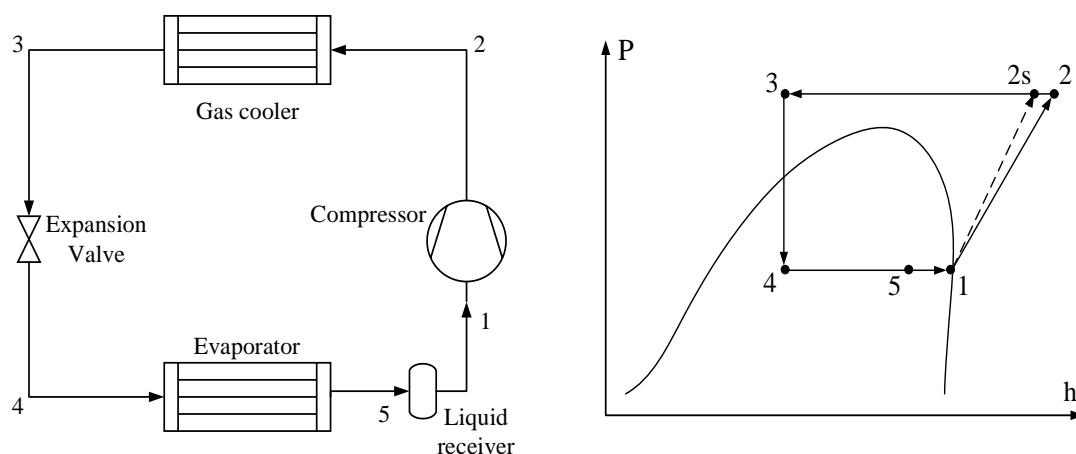 3
2
Gas cooler
Expansion
Valve
Compressor
1
Evaporator
4
5
Liquid
receiver
P
3
2s
2
4
5
1
h